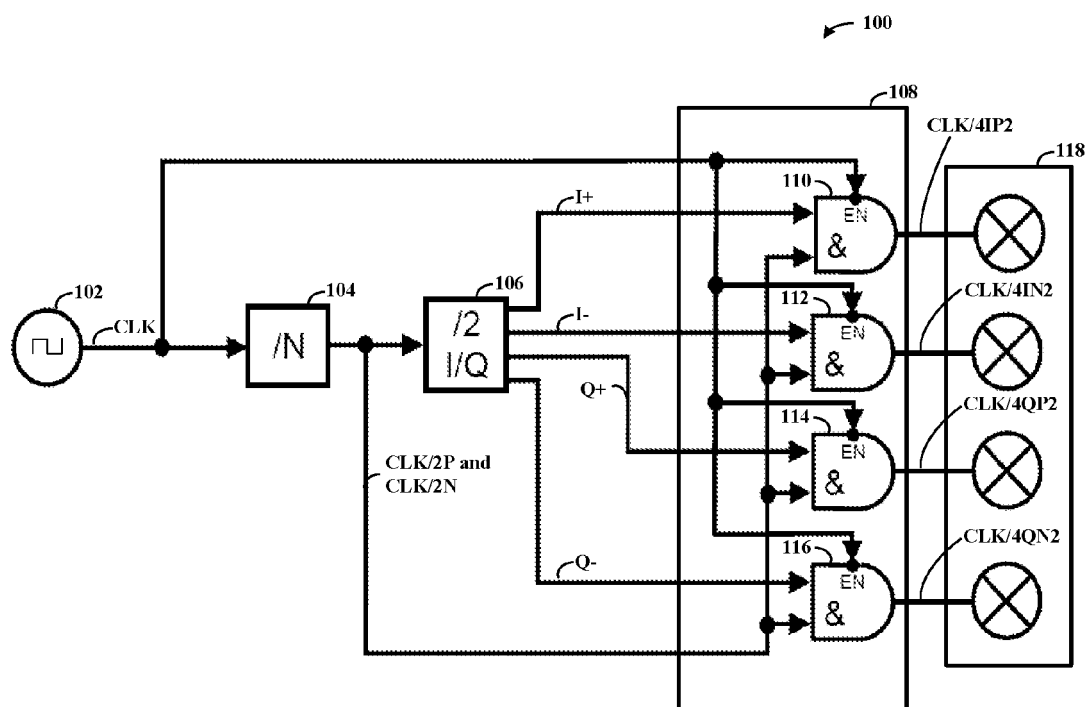 100
108
CLK/4IP2
118
110
EN
&
I+
102
CLK
104
/N
106
/2
I/Q
I-
112
EN
&
CLK/4IN2
Q+
CLK/4QP2
114
EN
&
CLK/2P and
CLK/2N
CLK/4QN2
116
EN
&
Q-